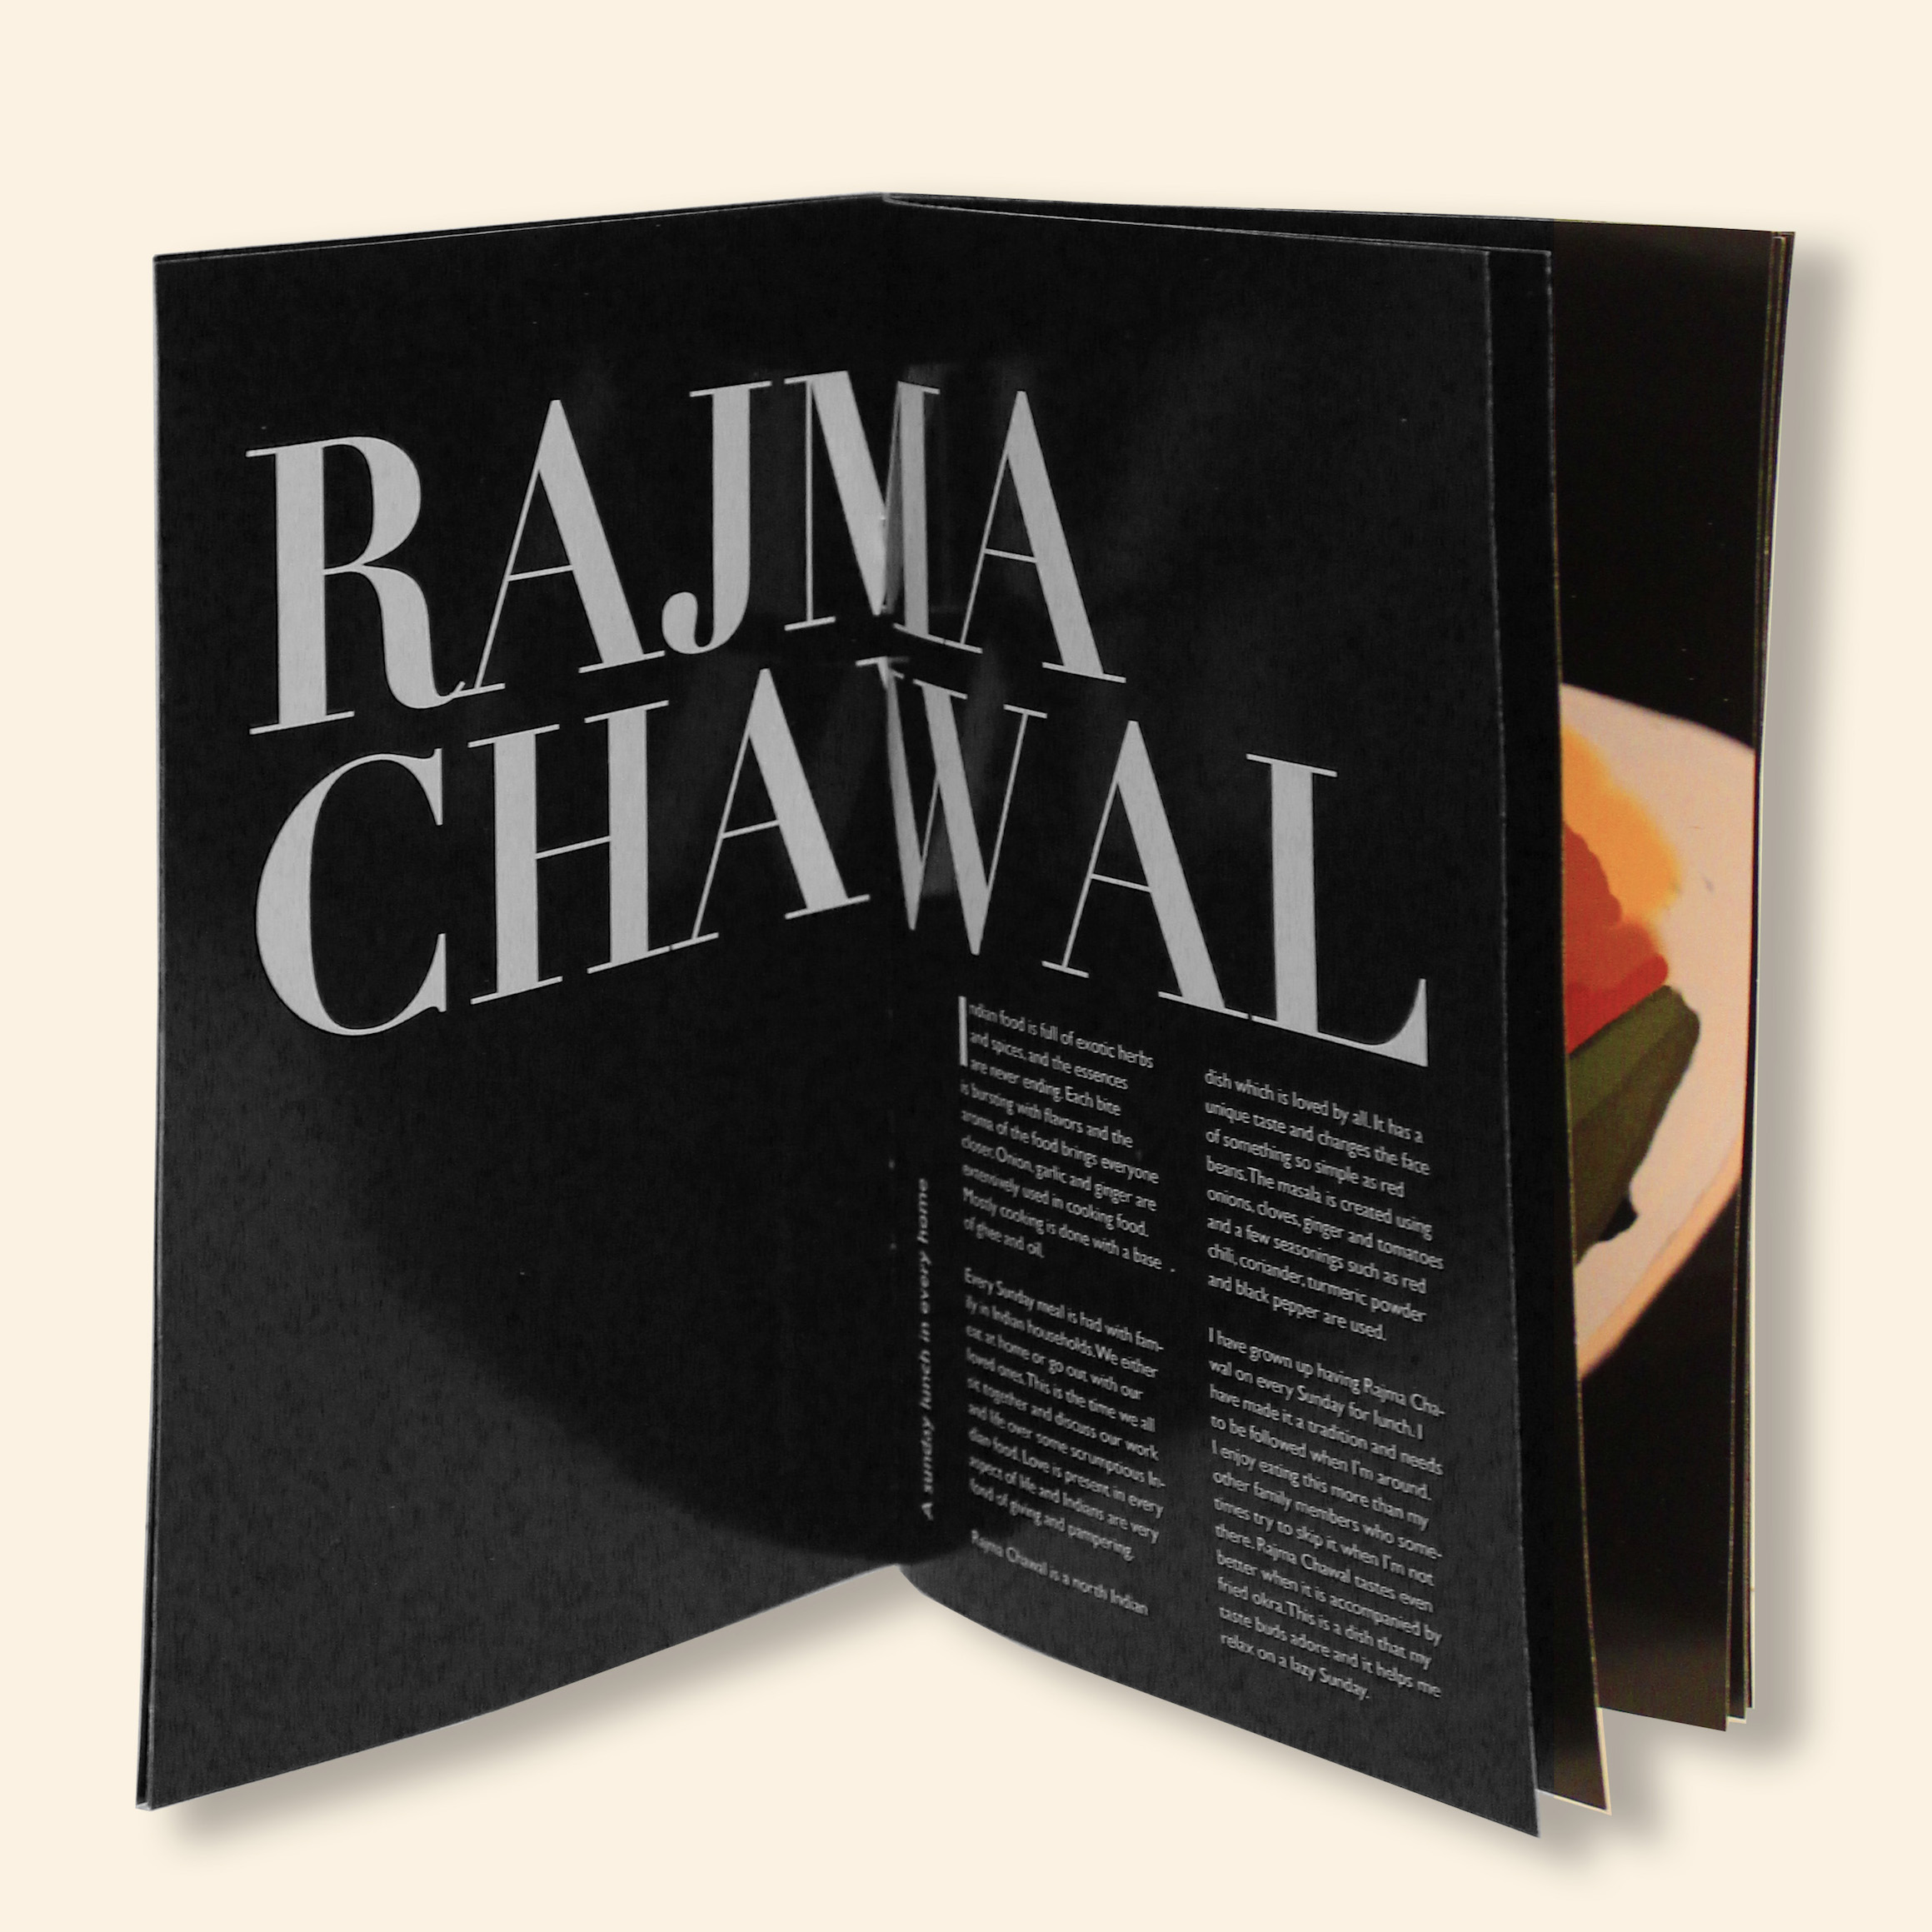 RAJMA
CHAWAL
A sunday lunch in every home
Indian food is full of exotic herbs
and spices, and the essences
are never ending. Each bite
is bursting with flavors and the
aroma of the food brings everyone
closer. Onion, garlic and ginger are
extensively used in cooking food.
Mostly cooking is done with a base
of ghee and oil.
Every Sunday meal is had with fam-
ily in Indian households. We either
eat at home or go out with our
loved ones. This is the time we all
sit together and discuss our work
and life over some scrumptious In-
dian food. Love is present in every
aspect of life and Indians are very
fond of giving and pampering.
Rajma Chawal is a north Indian
dish which is loved by all. It has a
unique taste and changes the face
of something so simple as red
beans. The masala is created using
onions, cloves, ginger and tomatoes
and a few seasonings such as red
chili, coriander, turmeric powder
and black pepper are used.
I have grown up having Rajma Cha-
wal on every Sunday for lunch. I
have made it a tradition and needs
to be followed when I'm around.
I enjoy eating this more than my
other family members who some-
times try to skip it when I'm not
there. Rajma Chawal tastes even
better when it is accompanied by
fried okra. This is a dish that my
taste buds adore and it helps me
relax on a lazy Sunday.